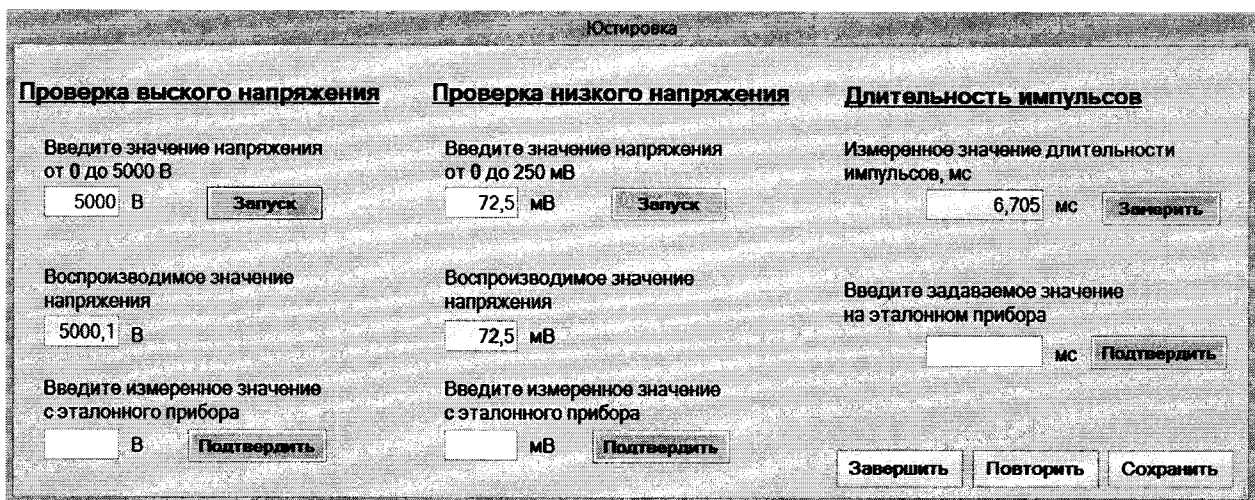 Юстировка
Проверка выского напряжения
Введите значение напряжения
от 0 до 5000 В
5000 В Запуск
Воспроизводимое значение
напряжения
5000,1 В
Введите измеренное значение
с эталонного прибора
В Подтвердить
Проверка низкого напряжения
Введите значение напряжения
от 0 до 250 мВ
72,5 мВ Запуск
Воспроизводимое значение
напряжения
72,5 мВ
Введите измеренное значение
с эталонного прибора
мВ Подтвердить
Длительность импульсов
Измеренное значение длительности
импульсов, мс
6,705 мс Замерить
Введите задаваемое значение
на эталонном прибора
мс Подтвердить
Завершить Повторить Сохранить